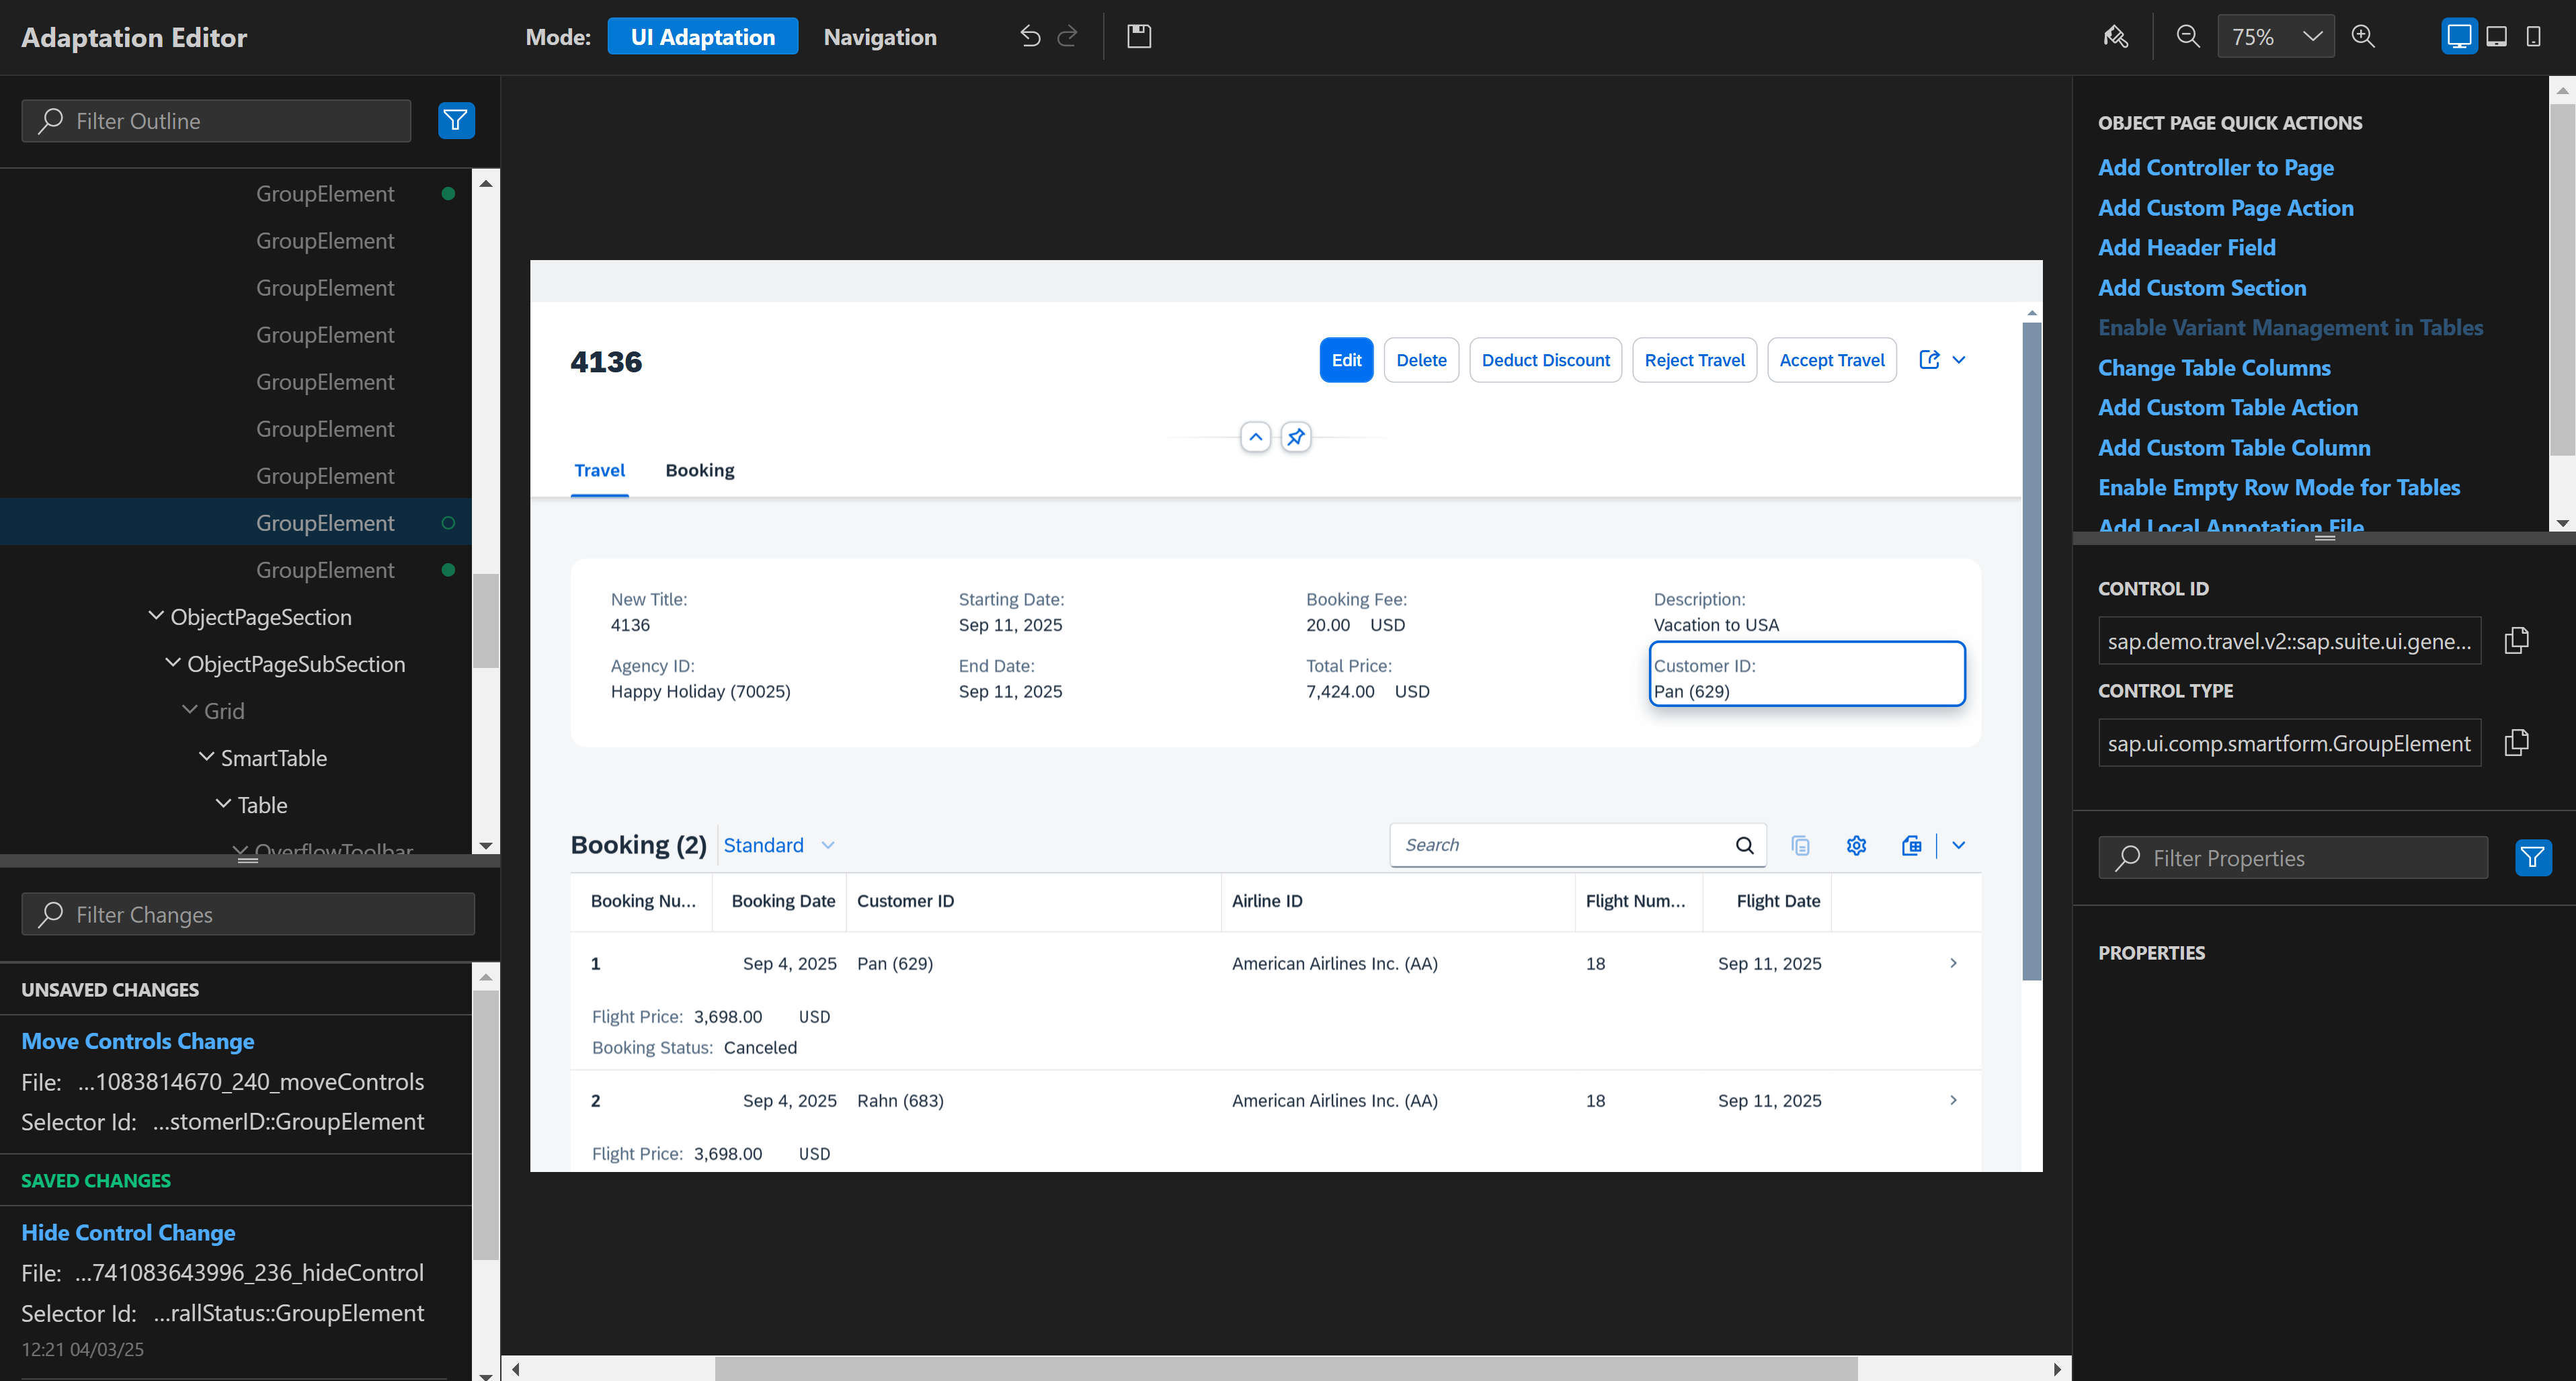 Adaptation Editor
Mode: UI Adaptation Navigation
75%
Filter Outline
GroupElement
GroupElement
GroupElement
GroupElement
GroupElement
GroupElement
GroupElement
GroupElement
GroupElement
ObjectPageSection
ObjectPageSubSection
Grid
SmartTable
Table
OverflowToolbar
Filter Changes
UNSAVED CHANGES
Move Controls Change
File: ...1083814670_240_moveControls
Selector Id: ...stomerID::GroupElement
SAVED CHANGES
Hide Control Change
File: ...741083643996_236_hideControl
Selector Id: ...rallStatus::GroupElement
12:21 04/03/25
4136
Edit Delete Deduct Discount Reject Travel Accept Travel
Travel Booking
New Title: Starting Date: Booking Fee: Description:
4136 Sep 11, 2025 20.00 USD Vacation to USA
Agency ID: End Date: Total Price: Customer ID:
Happy Holiday (70025) Sep 11, 2025 7,424.00 USD Pan (629)
Booking (2) Standard Search
Booking Nu... Booking Date Customer ID Airline ID Flight Num... Flight Date
1 Sep 4, 2025 Pan (629) American Airlines Inc. (AA) 18 Sep 11, 2025
Flight Price: 3,698.00 USD
Booking Status: Canceled
2 Sep 4, 2025 Rahn (683) American Airlines Inc. (AA) 18 Sep 11, 2025
Flight Price: 3,698.00 USD
OBJECT PAGE QUICK ACTIONS
Add Controller to Page
Add Custom Page Action
Add Header Field
Add Custom Section
Enable Variant Management in Tables
Change Table Columns
Add Custom Table Action
Add Custom Table Column
Enable Empty Row Mode for Tables
Add Local Annotation File
CONTROL ID
sap.demo.travel.v2::sap.suite.ui.gene...
CONTROL TYPE
sap.ui.comp.smartform.GroupElement
Filter Properties
PROPERTIES